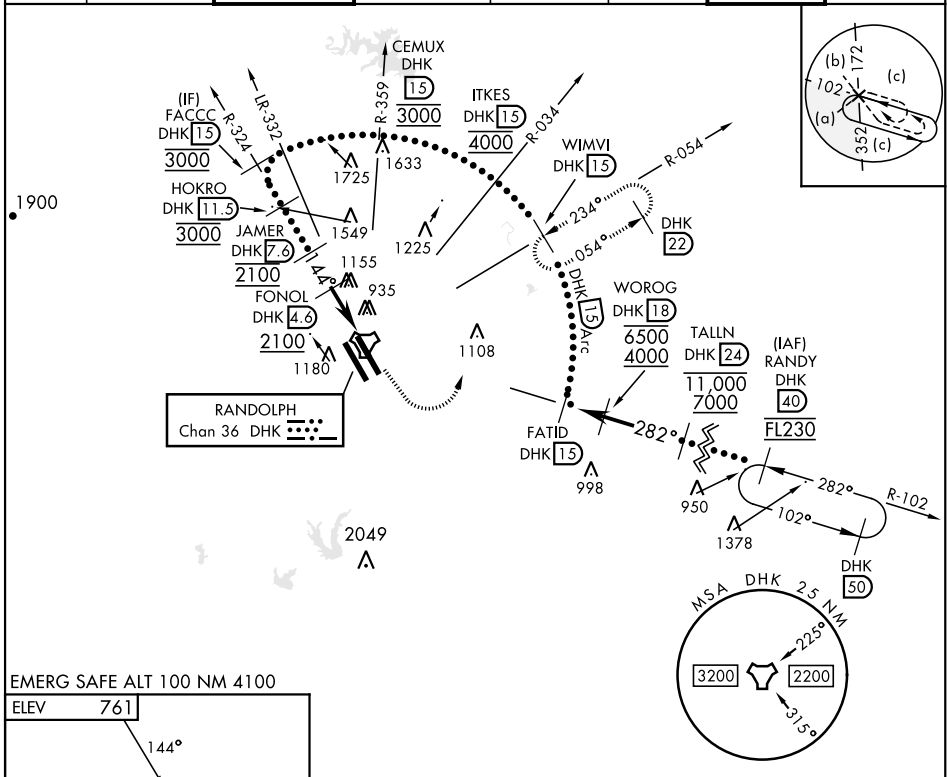 CEMUX
DHK
15
3000
R-359
(IF)
FACCC
DHK 15
3000
R-324
LR-332
ITKES
DHK 15
4000
R-034
WIMVI
DHK 15
R-054
234°
054°
DHK
22
HOKRO
DHK 11.5
3000
JAMER
DHK 7.6
2100
144°
FONOL
DHK 4.6
2100
1900
1725
1633
1549
1225
1155
935
1180
1108
DHK 15 Arc
WOROG
DHK 18
6500
4000
TALLN
DHK 24
11,000
7000
(IAF)
RANDY
DHK
40
FL230
282°
FATID
DHK 15
998
950
1378
282°
102°
R-102
DHK
50
RANDOLPH
Chan 36 DHK
2049
(b)
172
(c)
102
(a)
352
(c)
MSA DHK 25 NM
225°
3200
2200
315°
EMERG SAFE ALT 100 NM 4100
ELEV 761
144°